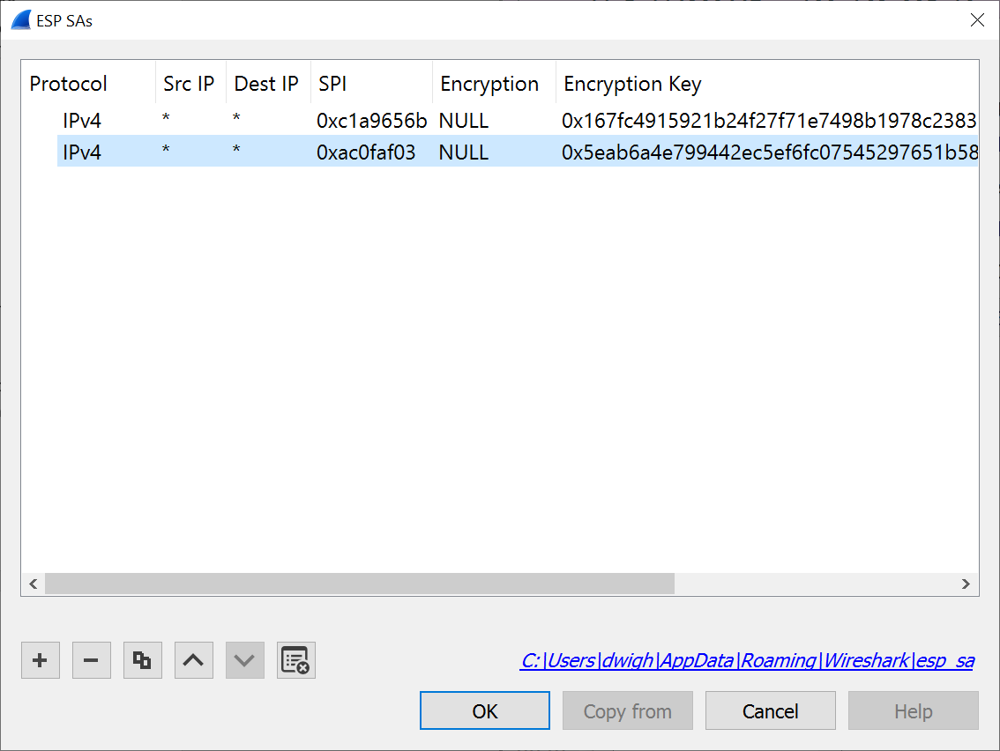 ESP SAs
Protocol Src IP Dest IP SPI Encryption Encryption Key
IPv4 * * 0xc1a9656b NULL 0x167fc4915921b24f27f71e7498b1978c2383
IPv4 * * 0xac0faf03 NULL 0x5eab6a4e799442ec5ef6fc07545297651b58
C:\Users\dwigh\AppData\Roaming\Wireshark\esp_sa
OK Copy from Cancel Help